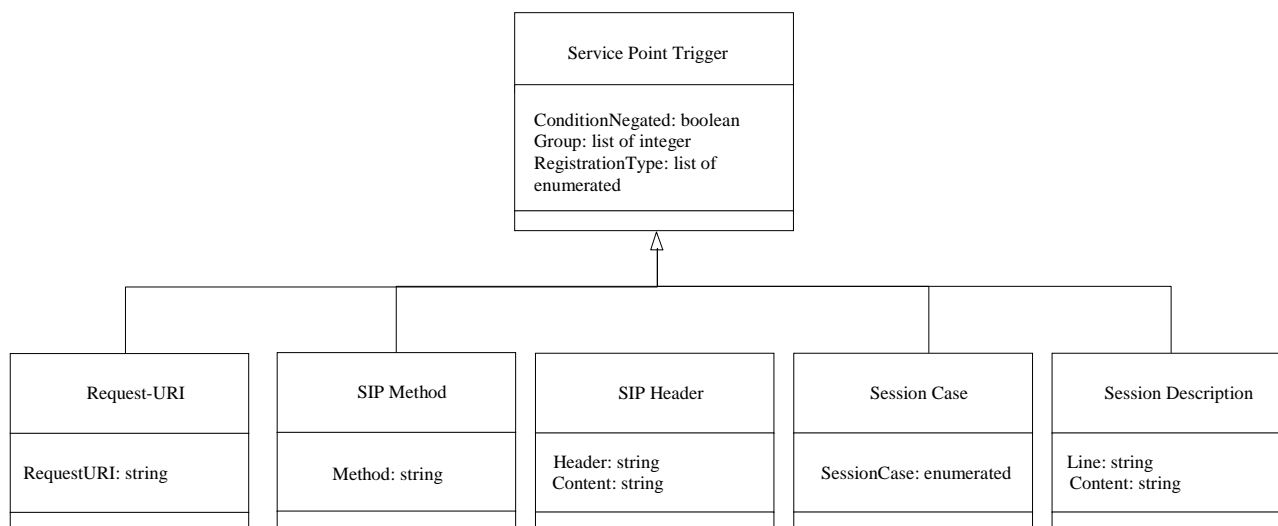 Service Point Trigger
ConditionNegated: boolean
Group: list of integer
RegistrationType: list of
enumerated
Request-URI
RequestURI: string
SIP Method
Method: string
SIP Header
Header: string
Content: string
Session Case
SessionCase: enumerated
Session Description
Line: string
Content: string